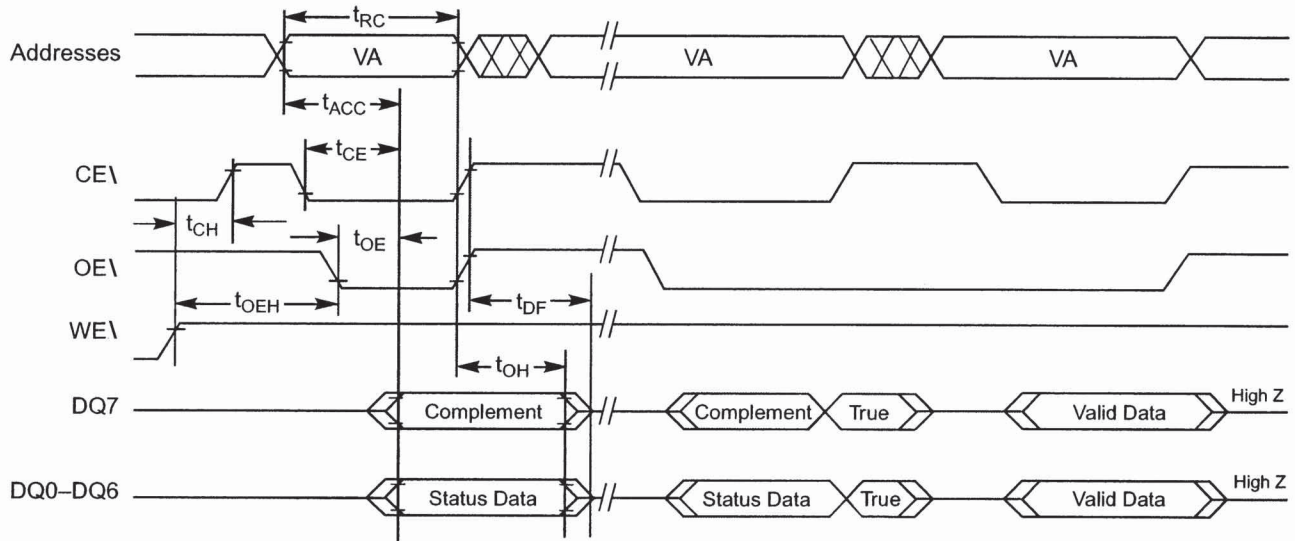 tRC
Addresses VA VA VA
tACC
tCE
CE\
tCH tOE
OE\
tOEH tDF
WE\
tOH
DQ7 Complement Complement True Valid Data High Z
DQ0–DQ6 Status Data Status Data True Valid Data High Z